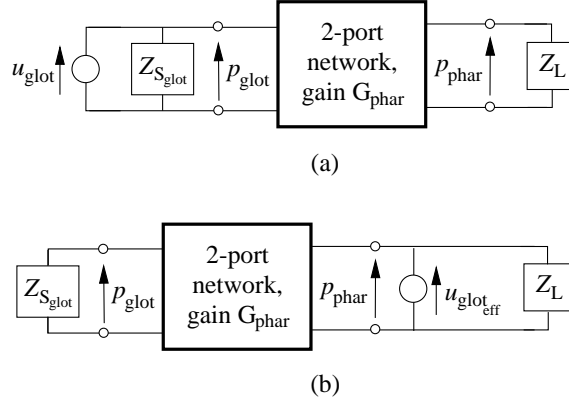 u_glot
Z_S_glot
p_glot
2-port
network,
gain G_phar
p_phar
Z_L
(a)
Z_S_glot
p_glot
2-port
network,
gain G_phar
p_phar
u_glot_eff
Z_L
(b)